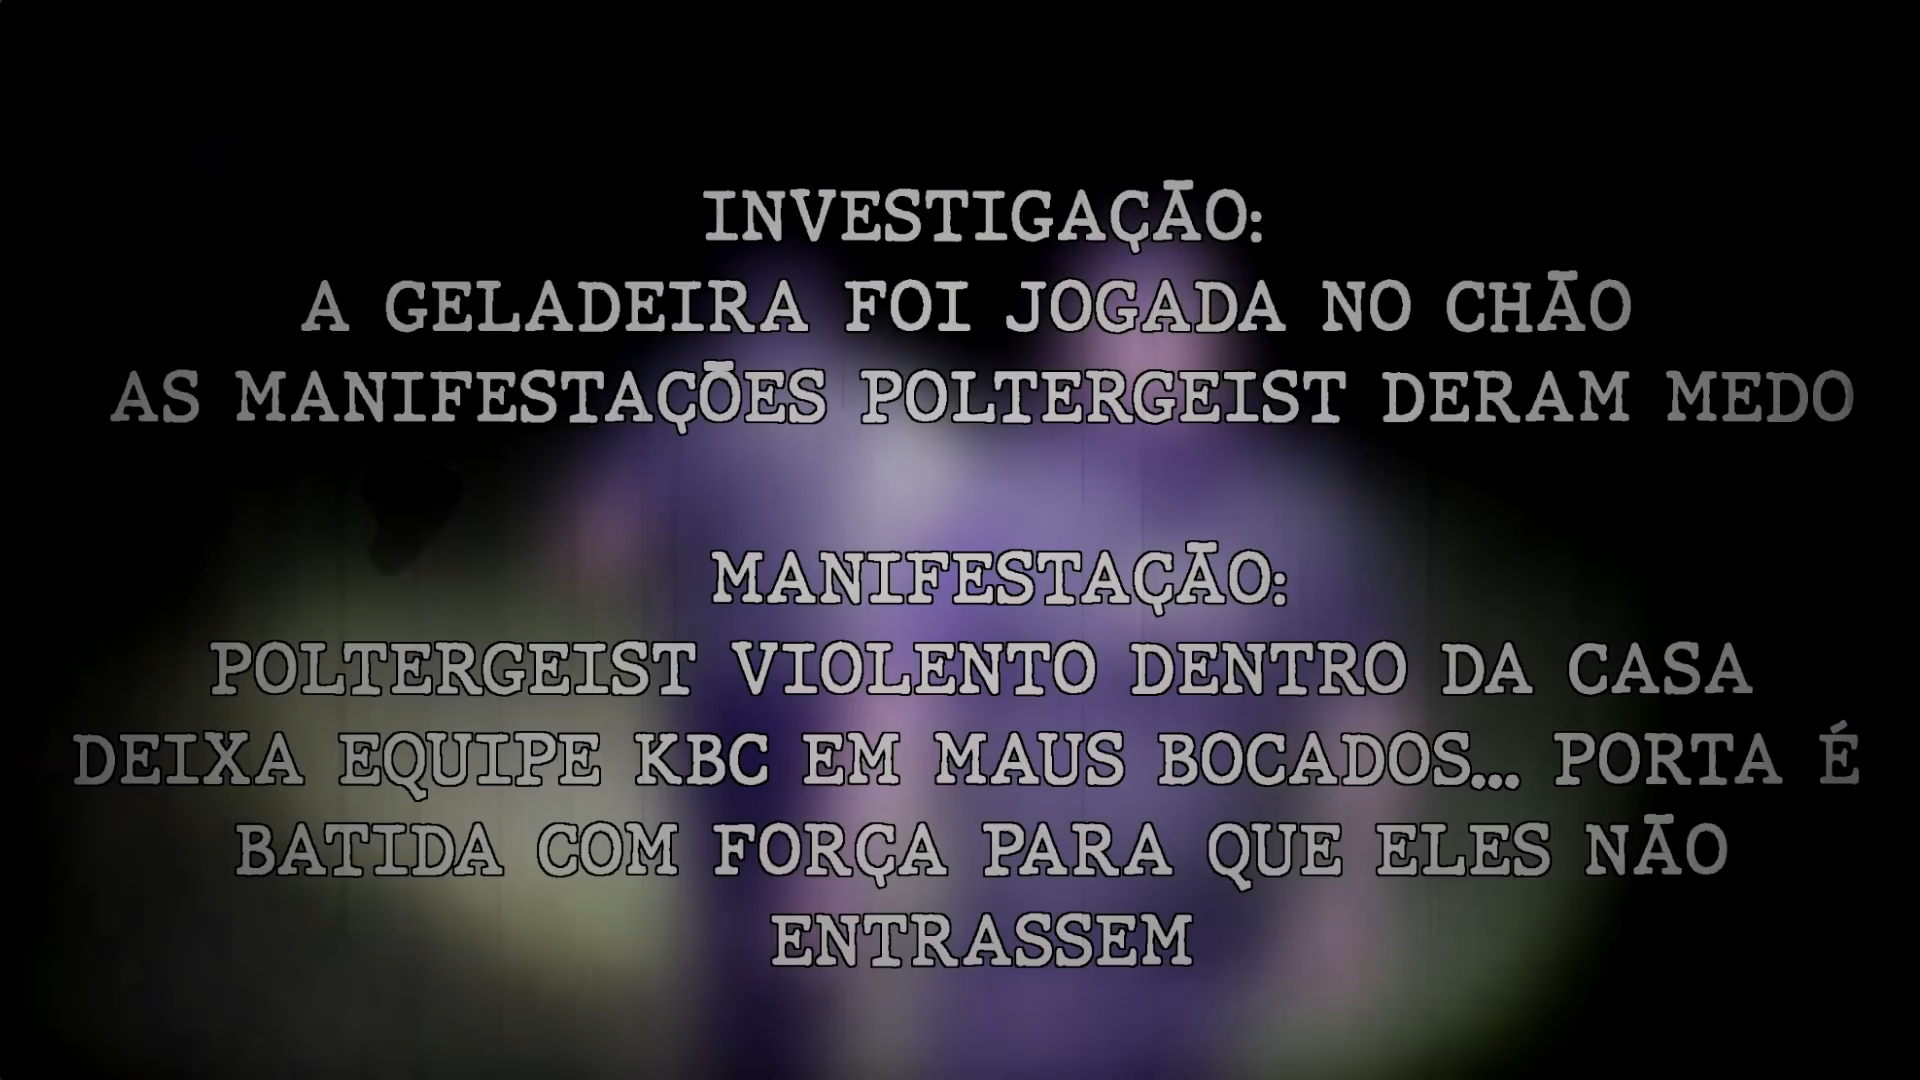 INVESTIGAÇÃO:
A GELADEIRA FOI JOGADA NO CHÃO
AS MANIFESTAÇÕES POLTERGEIST DERAM MEDO
MANIFESTAÇÃO:
POLTERGEIST VIOLENTO DENTRO DA CASA
DEIXA EQUIPE KBC EM MAUS BOCADOS... PORTA É
BATIDA COM FORÇA PARA QUE ELES NÃO
ENTRASSEM